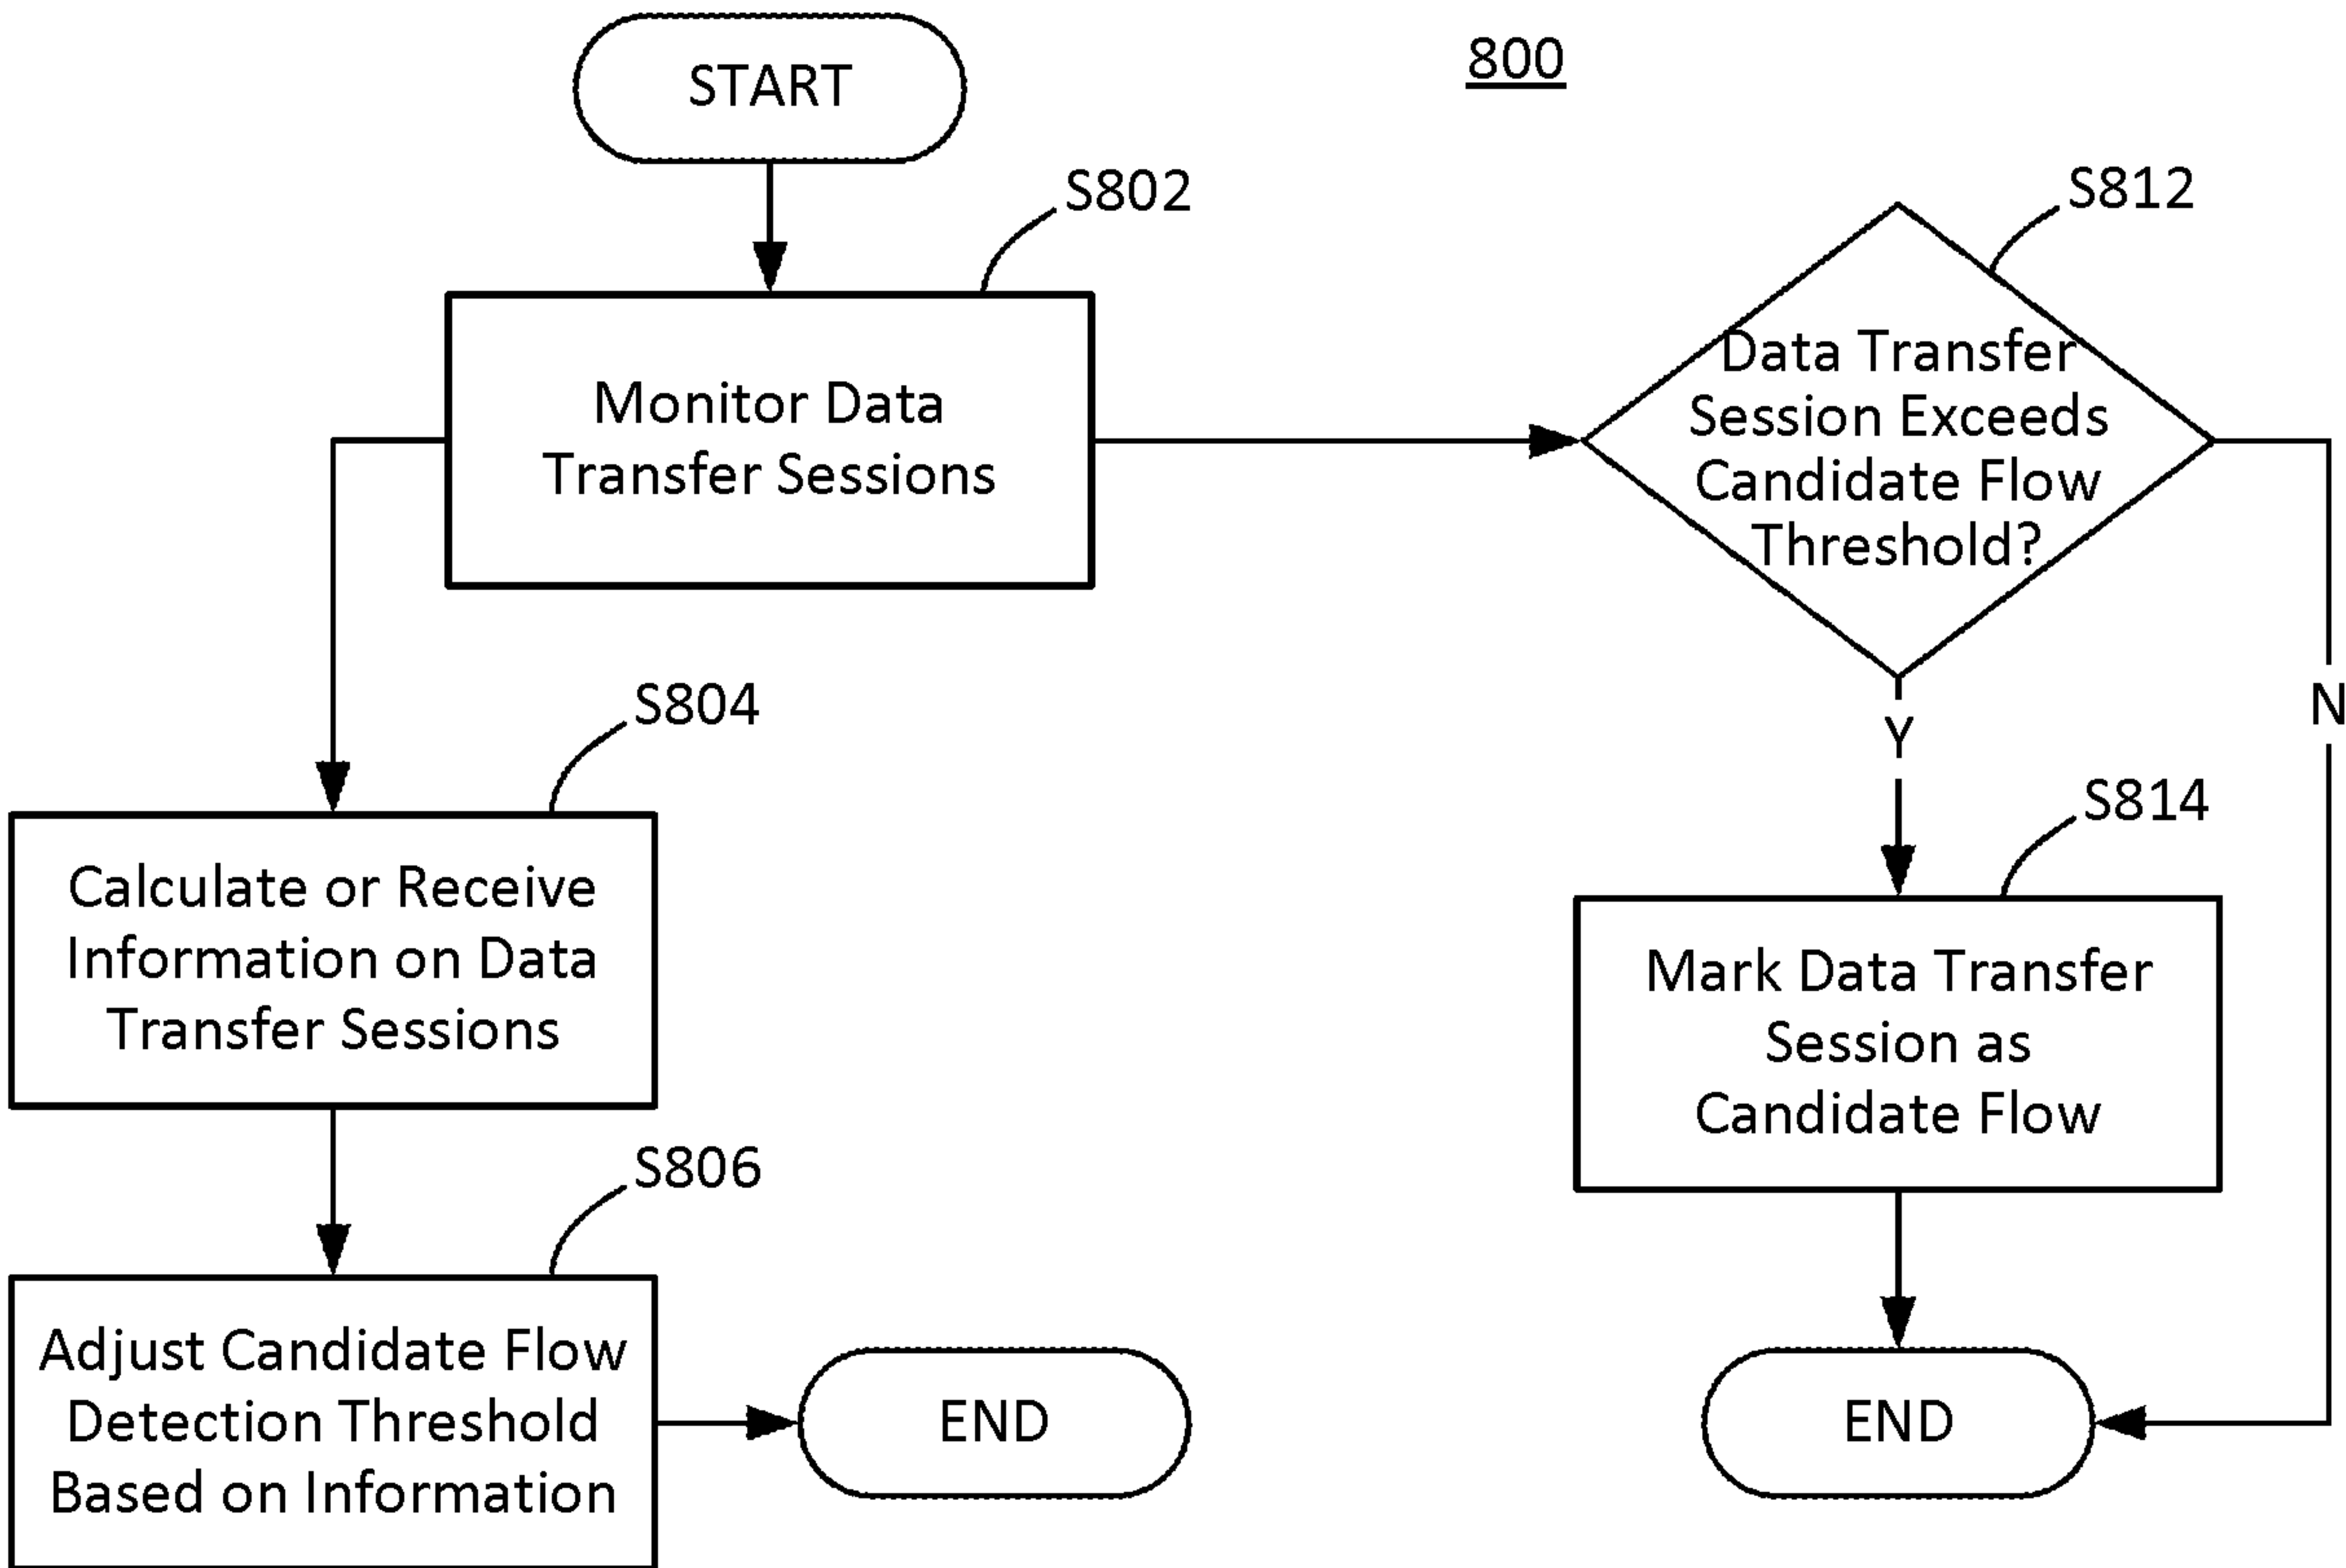 START
800
S802
Monitor Data
Transfer Sessions
S812
Data Transfer
Session Exceeds
Candidate Flow
Threshold?
Y
N
S804
Calculate or Receive
Information on Data
Transfer Sessions
S814
Mark Data Transfer
Session as
Candidate Flow
S806
Adjust Candidate Flow
Detection Threshold
Based on Information
END
END